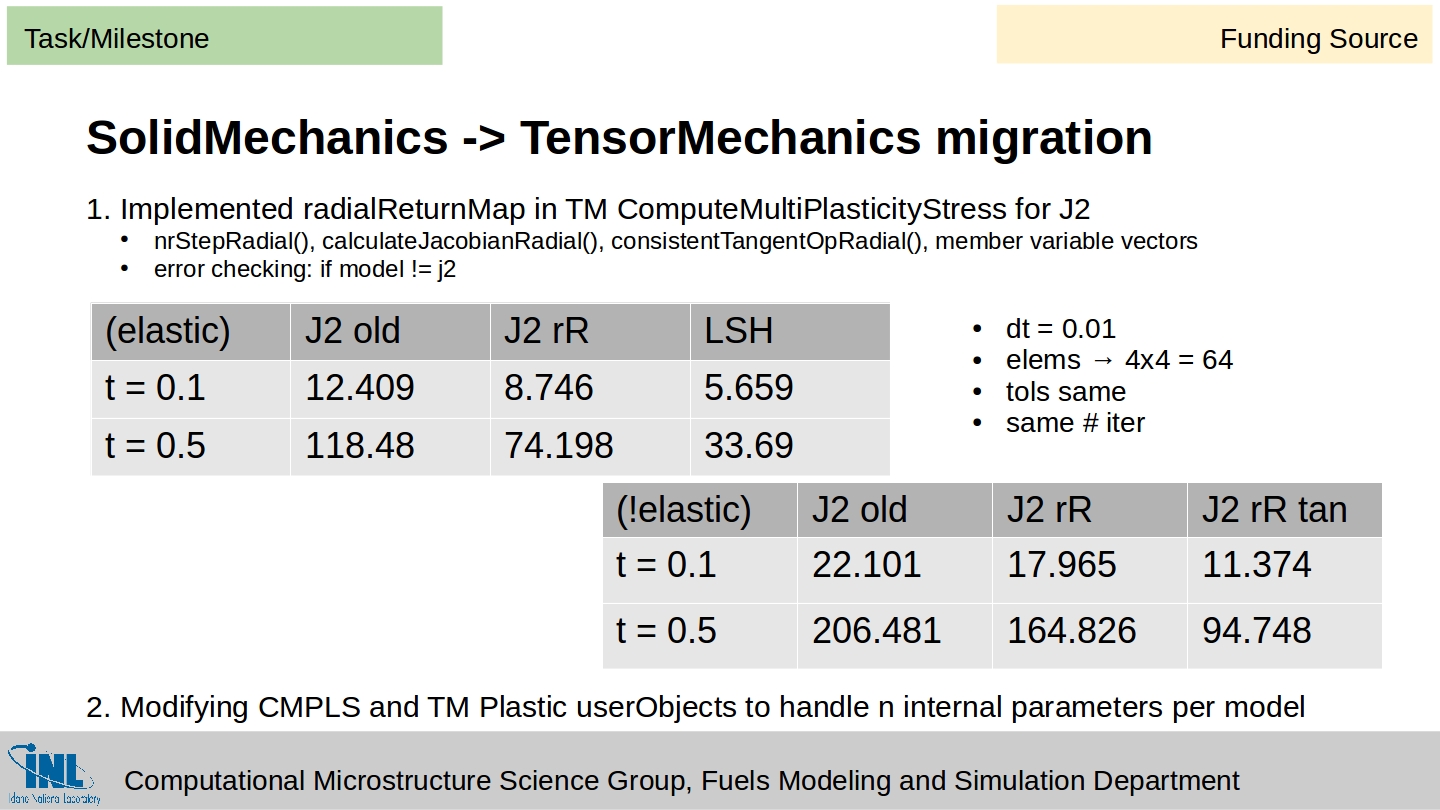 Task/Milestone
Funding Source
SolidMechanics -> TensorMechanics migration
1. Implemented radialReturnMap in TM ComputeMultiPlasticityStress for J2
• nrStepRadial(), calculateJacobianRadial(), consistentTangentOpRadial(), member variable vectors
• error checking: if model != j2
(elastic) J2 old J2 rR LSH
t = 0.1 12.409 8.746 5.659
t = 0.5 118.48 74.198 33.69
• dt = 0.01
• elems → 4x4 = 64
• tols same
• same # iter
(!elastic) J2 old J2 rR J2 rR tan
t = 0.1 22.101 17.965 11.374
t = 0.5 206.481 164.826 94.748
2. Modifying CMPLS and TM Plastic userObjects to handle n internal parameters per model
INL
Idaho National Laboratory
Computational Microstructure Science Group, Fuels Modeling and Simulation Department